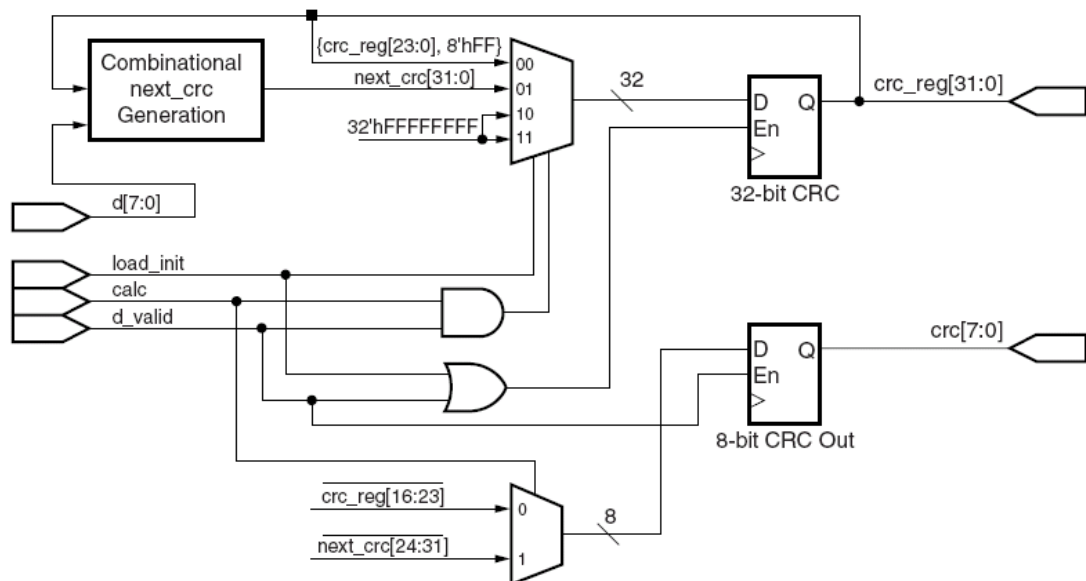 Combinational
next_crc
Generation
{crc_reg[23:0], 8'hFF}
next_crc[31:0]
32'hFFFFFFFF
00
01
10
11
32
D Q
En
32-bit CRC
crc_reg[31:0]
d[7:0]
load_init
calc
d_valid
D Q
En
8-bit CRC Out
crc[7:0]
crc_reg[16:23]
next_crc[24:31]
0
1
8